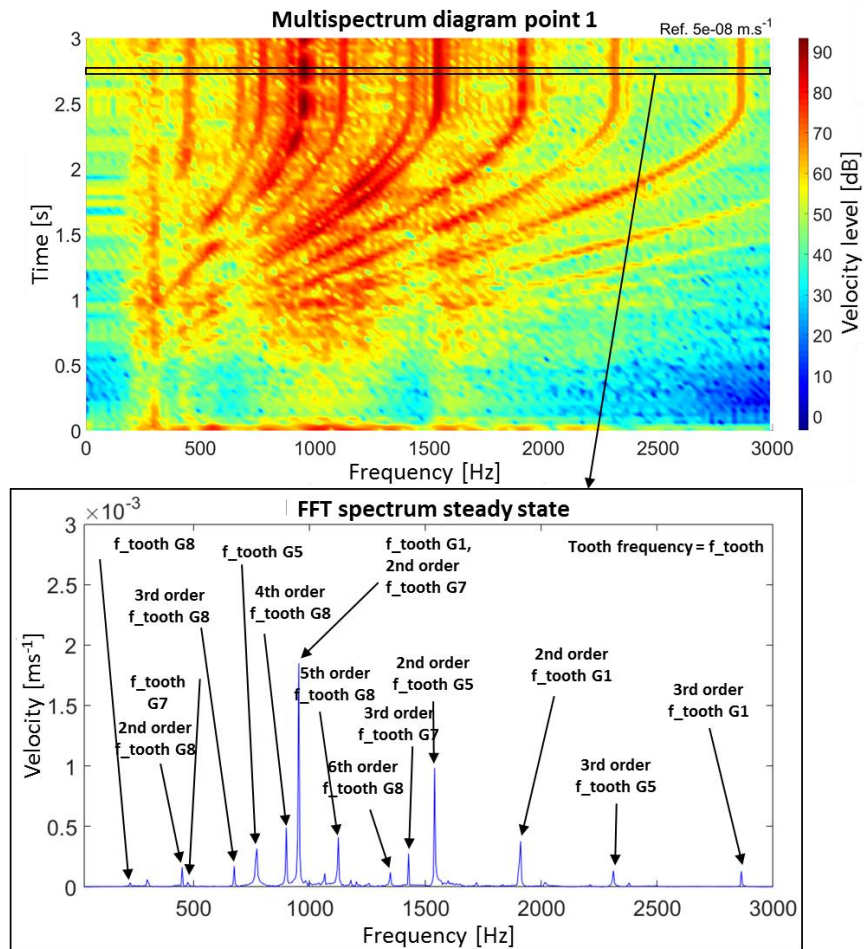 Multispectrum diagram point 1
Ref. 5e-08 m.s⁻¹
3
2.5
2
1.5
1
0.5
0
Time [s]
0
500
1000
1500
2000
2500
3000
Frequency [Hz]
90
80
70
60
50
40
30
20
10
0
Velocity level [dB]
×10⁻³
FFT spectrum steady state
3
2.5
2
1.5
1
0.5
0
Velocity [ms⁻¹]
f_tooth G8
f_tooth G5
f_tooth G1,
2nd order
f_tooth G7
Tooth frequency = f_tooth
3rd order
f_tooth G8
4th order
f_tooth G8
f_tooth
G7
2nd order
f_tooth G8
5th order
f_tooth G8
2nd order
f_tooth G5
3rd order
f_tooth G7
6th order
f_tooth G8
2nd order
f_tooth G1
3rd order
f_tooth G5
3rd order
f_tooth G1
500
1000
1500
2000
2500
3000
Frequency [Hz]